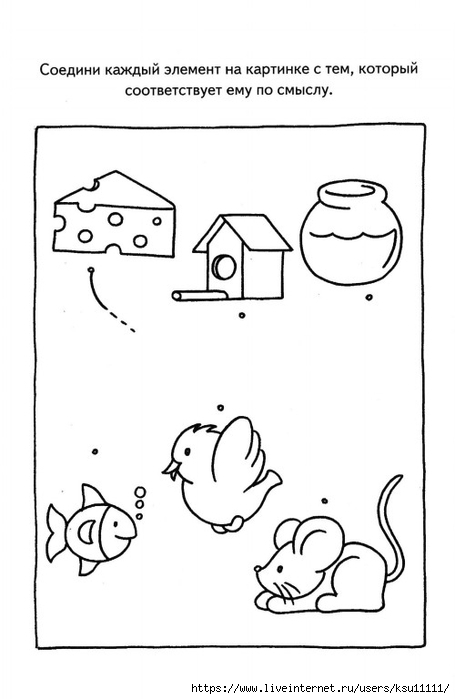 Соедини каждый элемент на картинке с тем, который
соответствует ему по смыслу.
https://www.liveinternet.ru/users/ksu11111/